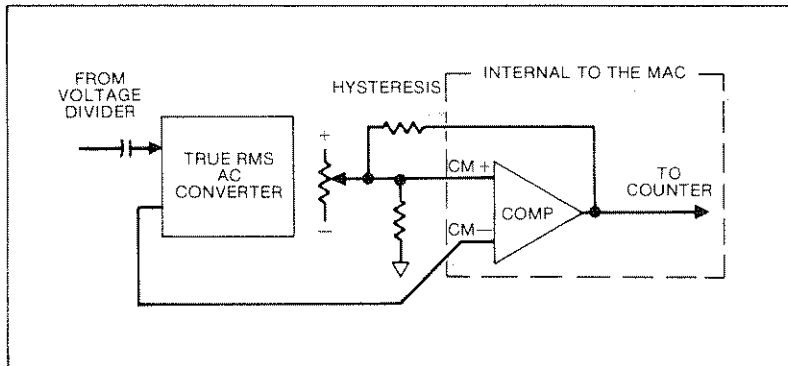 INTERNAL TO THE MAC
FROM
VOLTAGE
DIVIDER
HYSTERESIS
TRUE RMS
AC
CONVERTER
+
−
CM+
CM−
COMP
TO
COUNTER